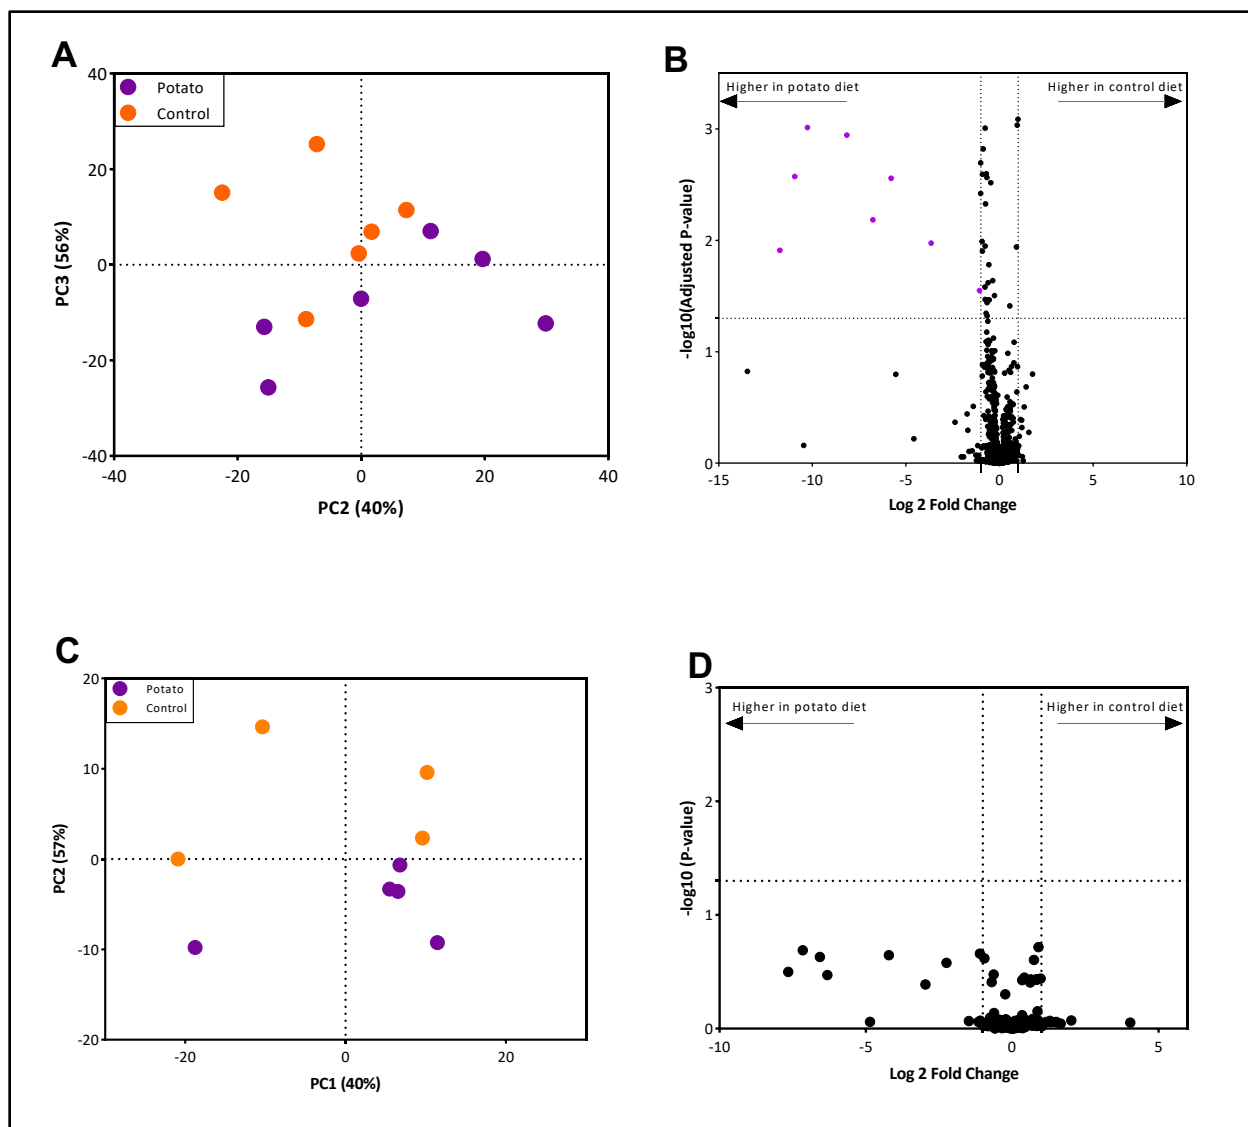 A
Potato
Control
40
20
0
-20
-40
-40
-20
0
20
40
PC3 (56%)
PC2 (40%)
B
Higher in potato diet
Higher in control diet
3
2
1
0
-15
-10
-5
0
5
10
-log10(Adjusted P-value)
Log 2 Fold Change
C
Potato
Control
20
10
0
-10
-20
-20
0
20
PC2 (57%)
PC1 (40%)
D
Higher in potato diet
Higher in control diet
3
2
1
0
-10
-5
0
5
-log10 (P-value)
Log 2 Fold Change